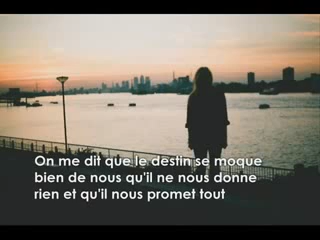 On me dit que le destin se moque
bien de nous qu'il ne nous donne
rien et qu'il nous promet tout